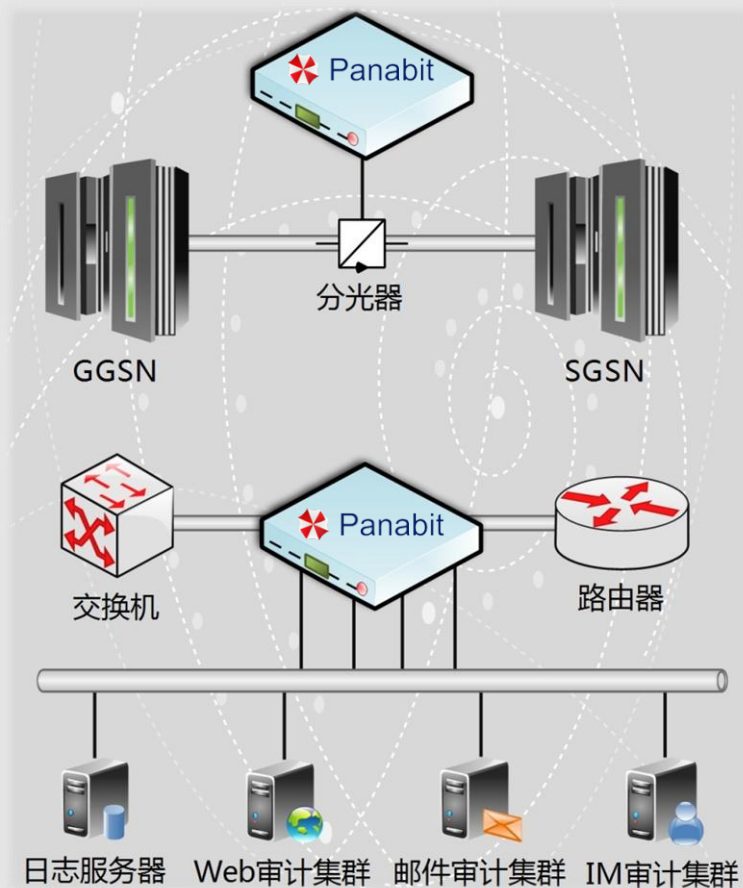 Panabit
分光器
GGSN
SGSN
Panabit
交换机
路由器
日志服务器
Web审计集群
邮件审计集群
IM审计集群